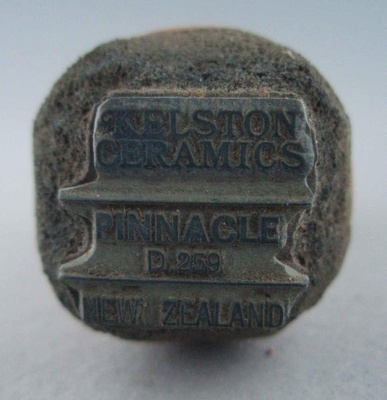 KELSTON
CERAMICS
PINNACLE
D 259
NEW ZEALAND